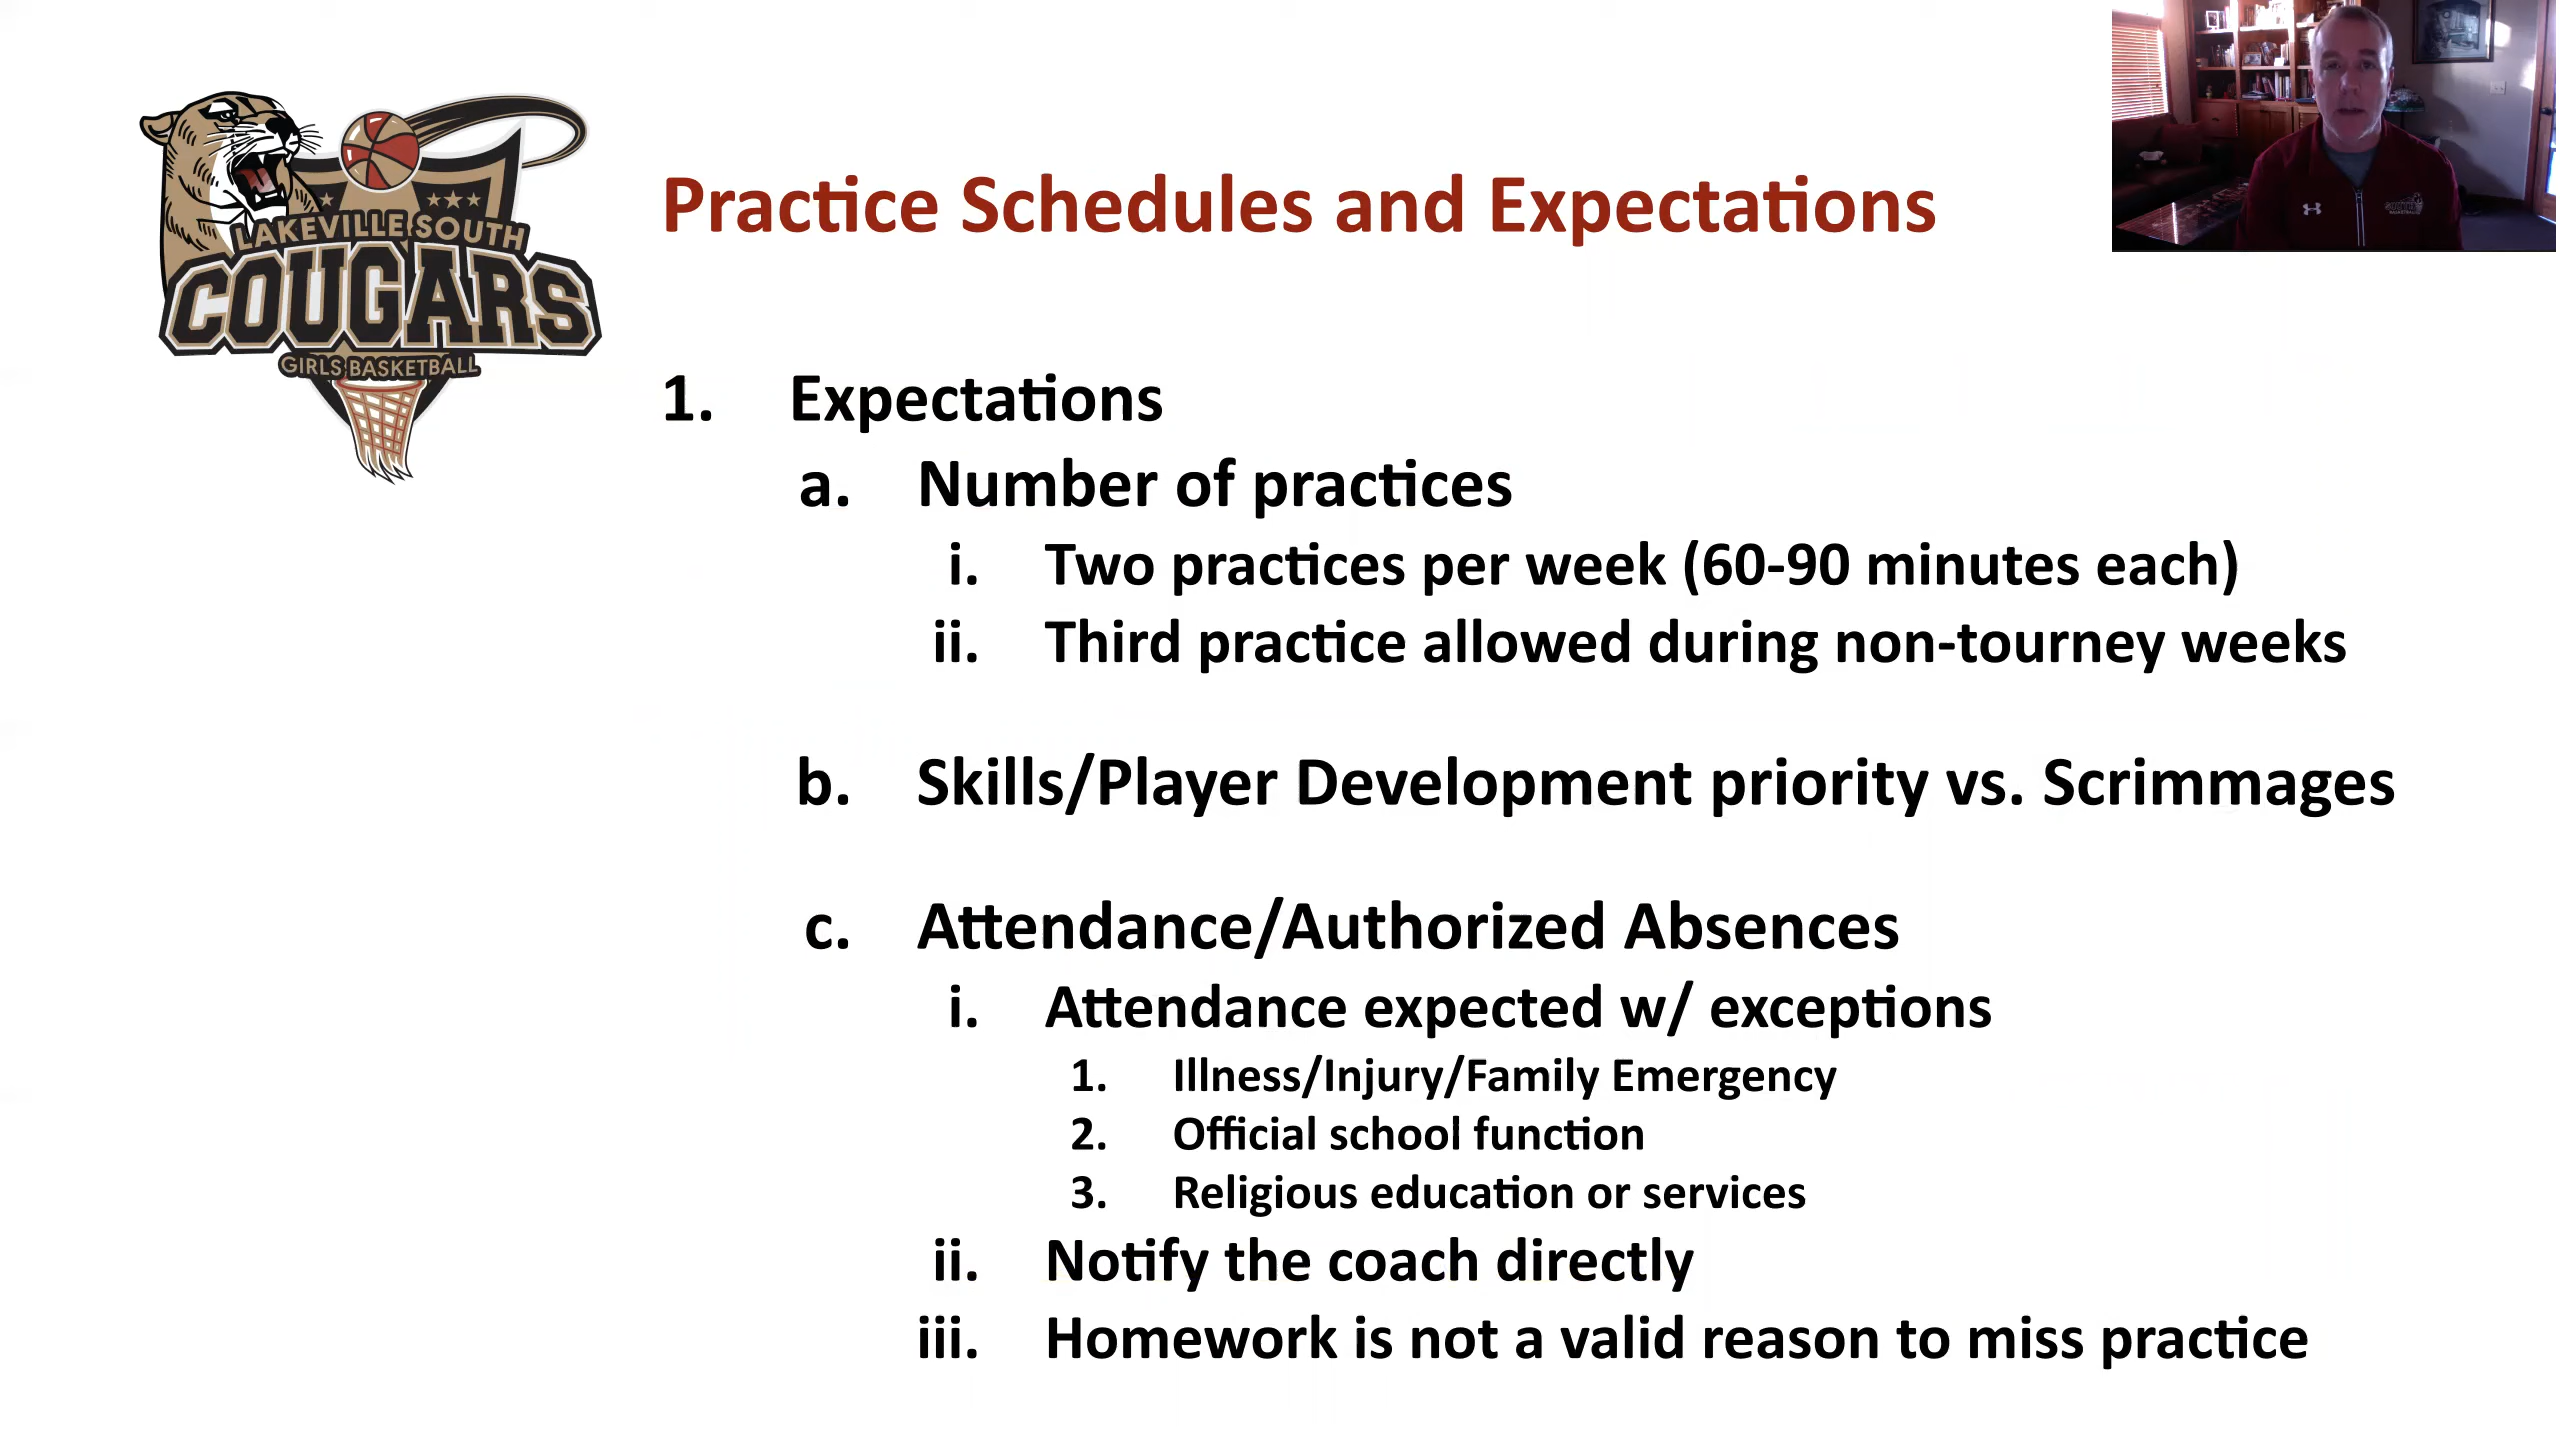 LAKEVILLE SOUTH
COUGARS
GIRLS BASKETBALL
Practice Schedules and Expectations
1. Expectations
a. Number of practices
i. Two practices per week (60-90 minutes each)
ii. Third practice allowed during non-tourney weeks
b. Skills/Player Development priority vs. Scrimmages
c. Attendance/Authorized Absences
i. Attendance expected w/ exceptions
1. Illness/Injury/Family Emergency
2. Official school function
3. Religious education or services
ii. Notify the coach directly
iii. Homework is not a valid reason to miss practice